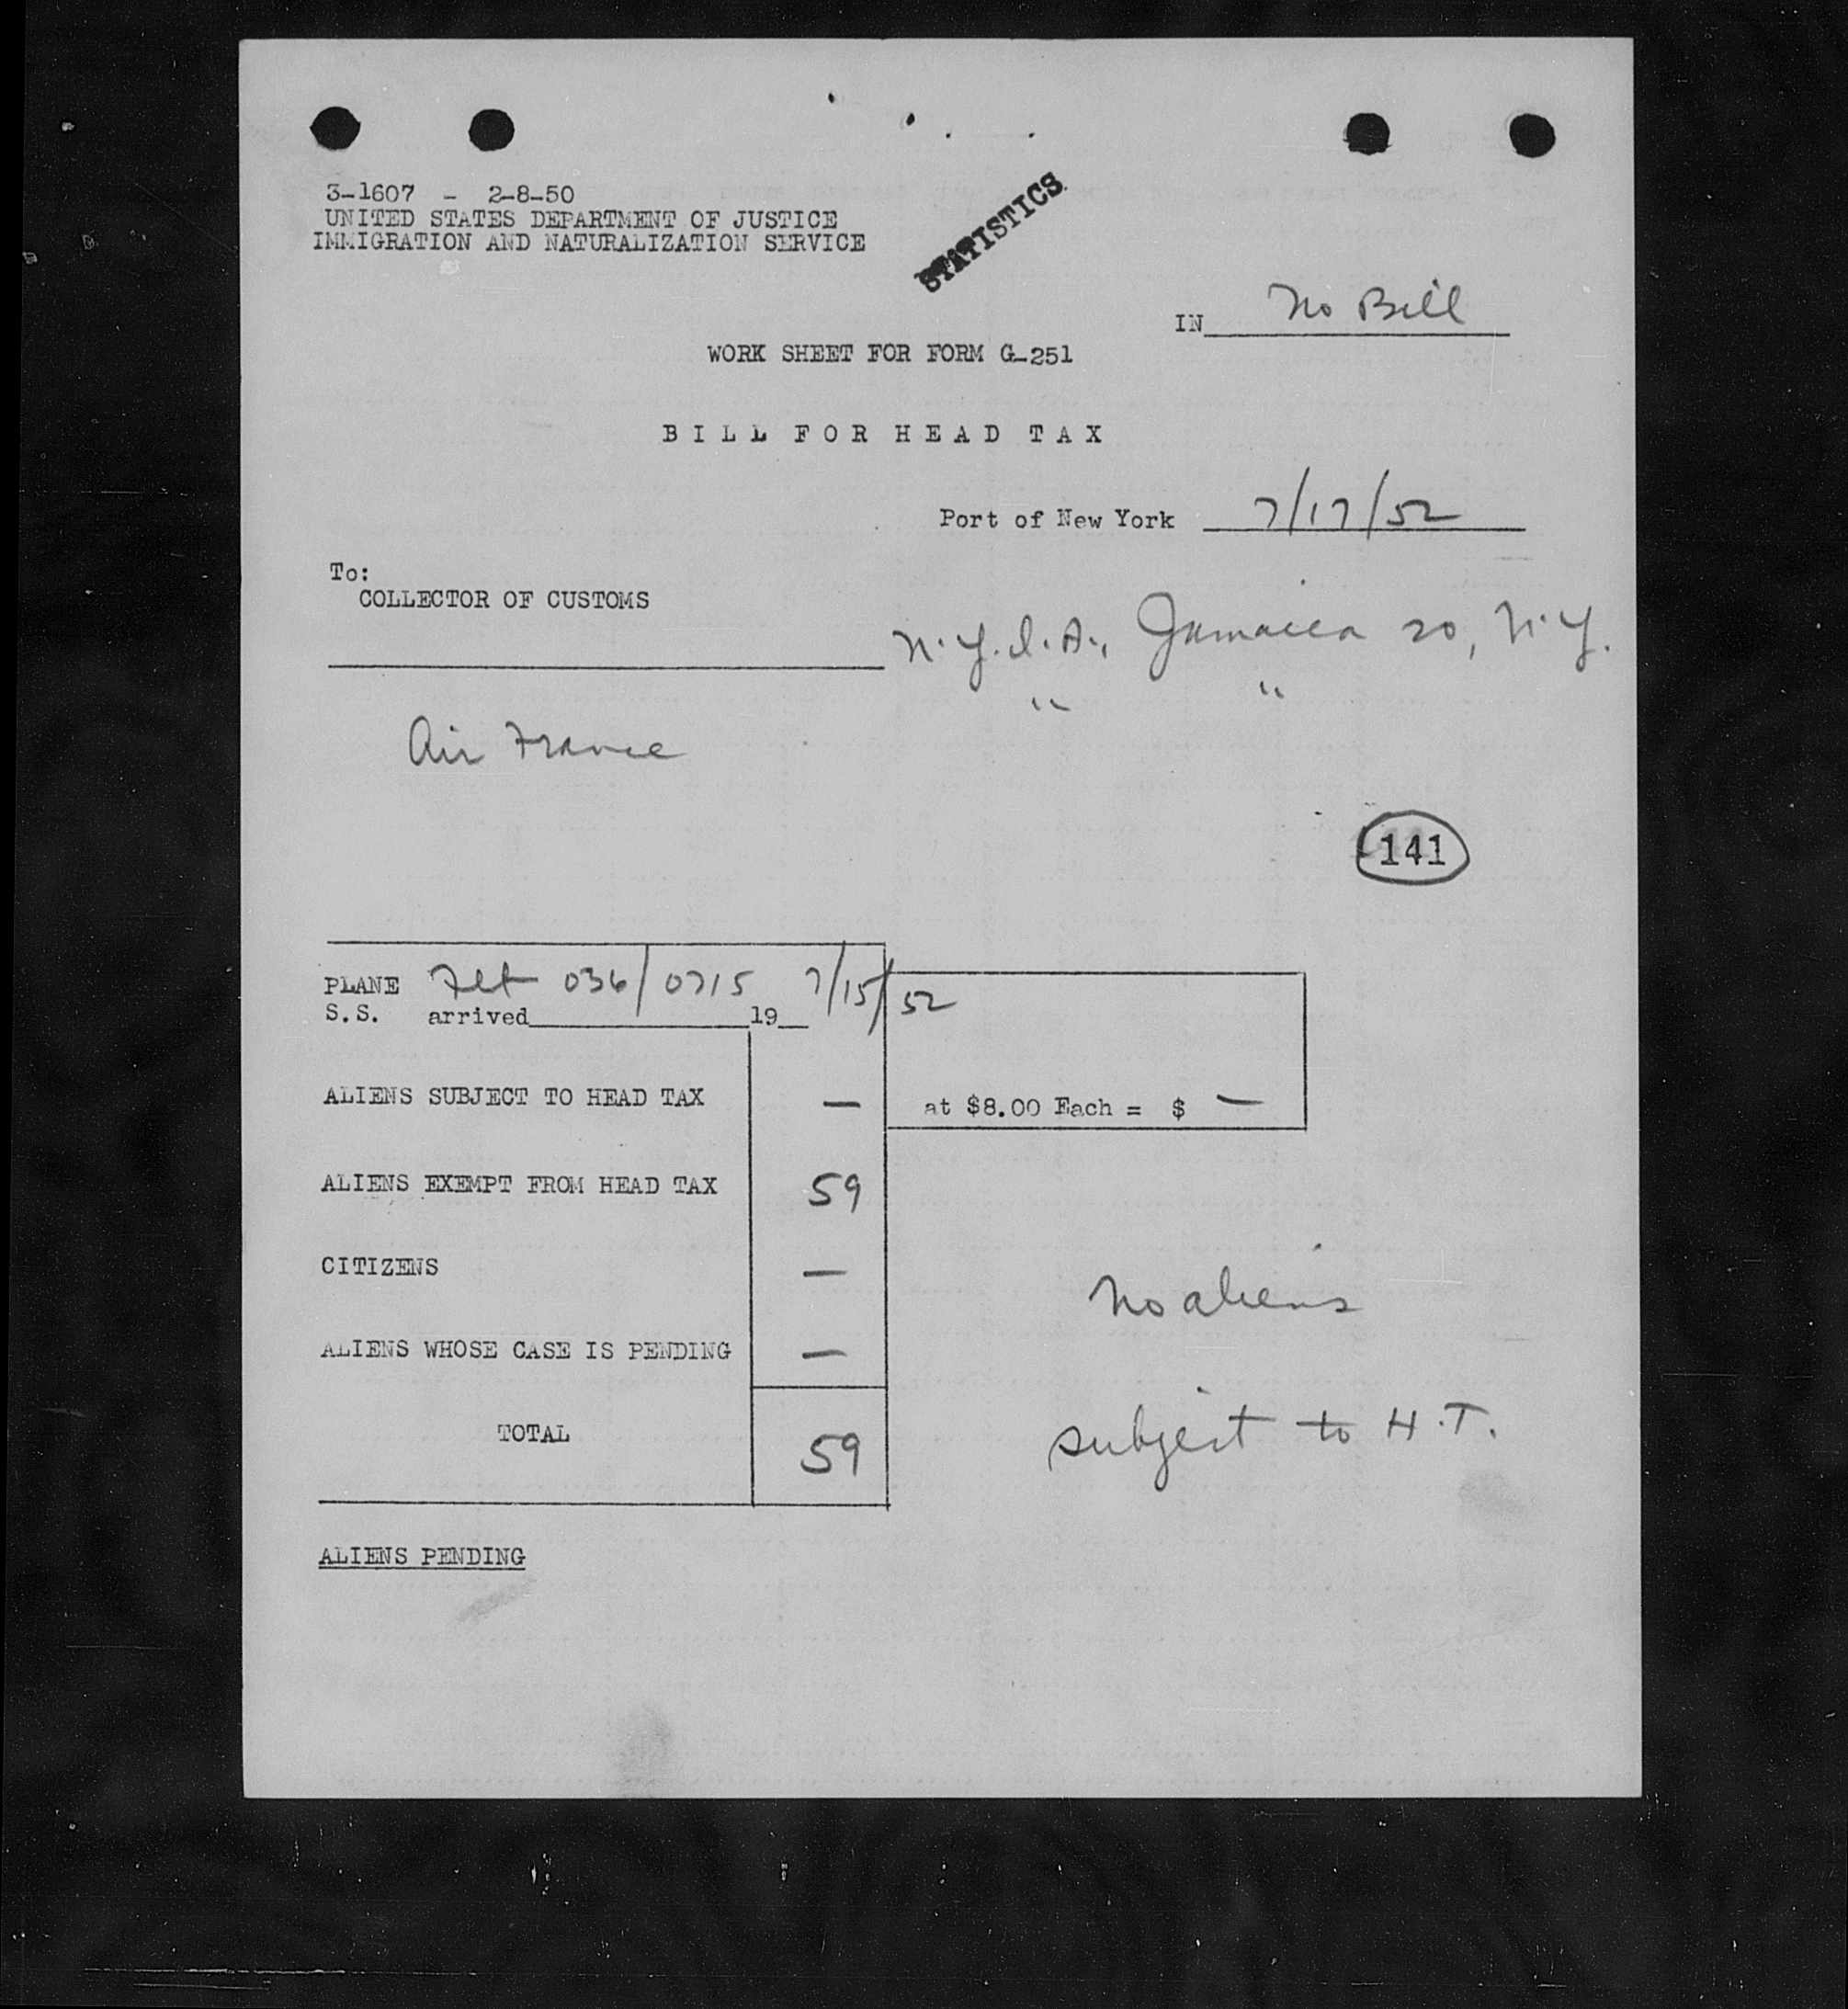 3-1607 - 2-8-50
UNITED STATES DEPARTMENT OF JUSTICE
IMMIGRATION AND NATURALIZATION SERVICE
STATISTICS
IN No Bill
WORK SHEET FOR FORM G-251
BILL FOR HEAD TAX
Port of New York 7/17/52
To:
COLLECTOR OF CUSTOMS
N.Y.I.A., Jamaica 20, N.Y.
" "
Air France
141
PLANE Flt 036/0715 7/15/52
S.S. arrived 19
ALIENS SUBJECT TO HEAD TAX — at $8.00 Each = $ —
ALIENS EXEMPT FROM HEAD TAX 59
CITIZENS —
No aliens
ALIENS WHOSE CASE IS PENDING —
subject to H.T.
TOTAL 59
ALIENS PENDING